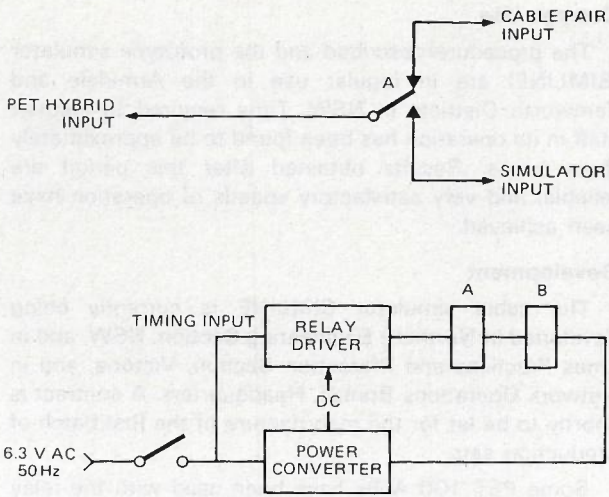 CABLE PAIR
INPUT
A
PET HYBRID
INPUT
SIMULATOR
INPUT
A
B
TIMING INPUT
RELAY
DRIVER
DC
6.3 V AC
50 Hz
POWER
CONVERTER